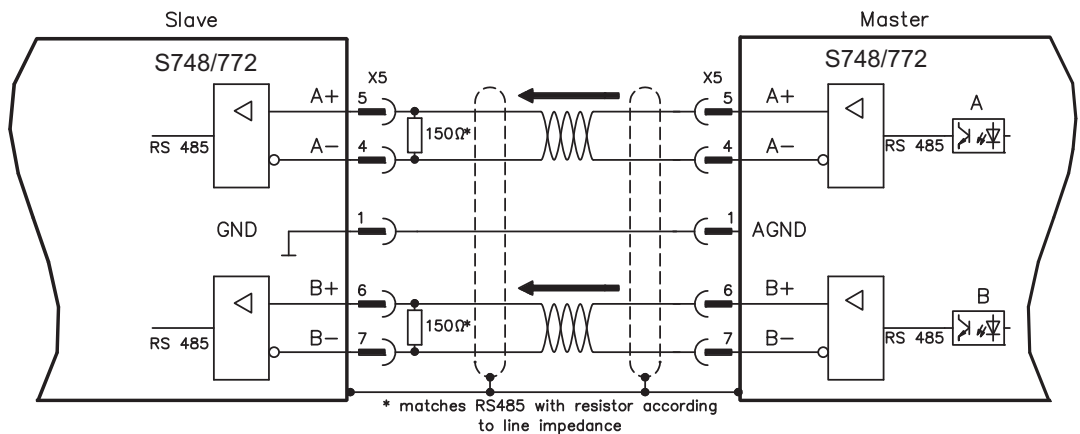 Slave
Master
S748/772
S748/772
X5
X5
A+
5
5
A+
A
150Ω*
RS 485
A-
4
4
A-
RS 485
GND
1
1
AGND
B+
6
6
B+
B
150Ω*
RS 485
B-
7
7
B-
RS 485
* matches RS485 with resistor according
to line impedance